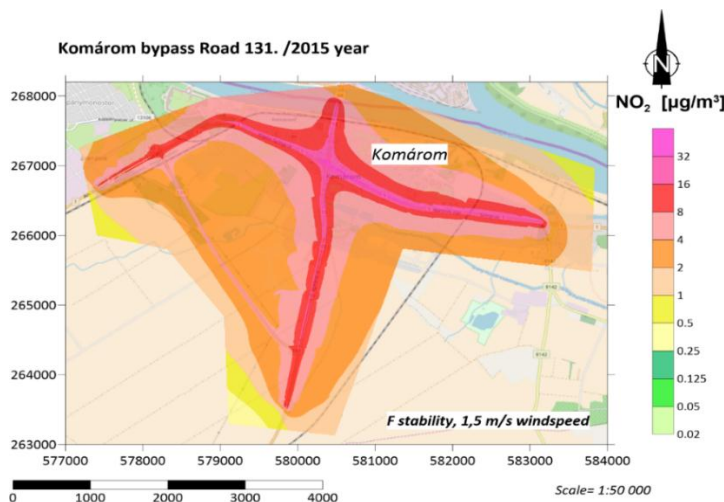 Komárom bypass Road 131. /2015 year
N
NO₂ [µg/m³]
268000
267000
266000
265000
264000
263000
Komárom
F stability, 1,5 m/s windspeed
577000 578000 579000 580000 581000 582000 583000 584000
32
16
8
4
2
1
0.5
0.25
0.125
0.05
0.02
0 1000 2000 3000 4000
Scale= 1:50 000